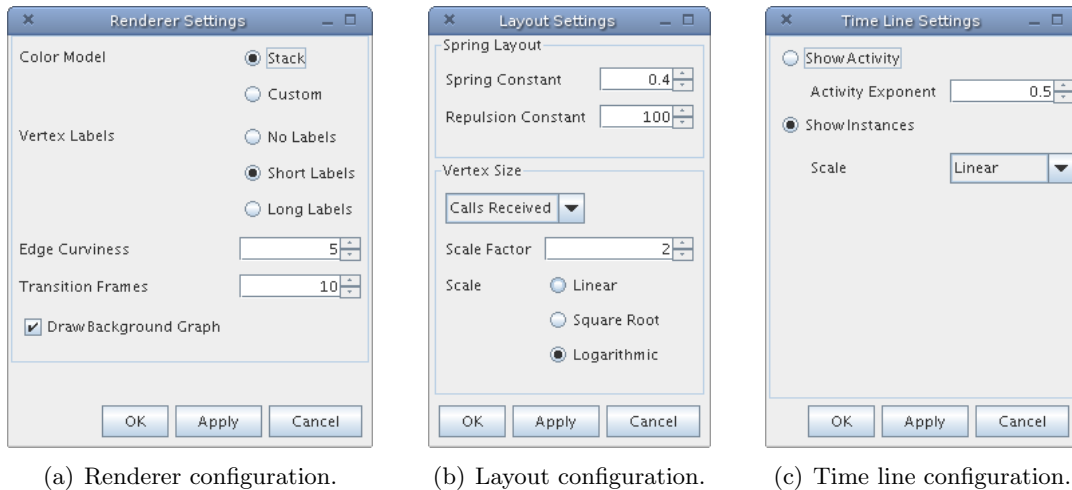 Renderer Settings
Color Model
Stack
Custom
Vertex Labels
No Labels
Short Labels
Long Labels
Edge Curviness 5
Transition Frames 10
Draw Background Graph
OK Apply Cancel
(a) Renderer configuration.
Layout Settings
Spring Layout
Spring Constant 0.4
Repulsion Constant 100
Vertex Size
Calls Received
Scale Factor 2
Scale
Linear
Square Root
Logarithmic
OK Apply Cancel
(b) Layout configuration.
Time Line Settings
Show Activity
Activity Exponent 0.5
Show Instances
Scale Linear
OK Apply Cancel
(c) Time line configuration.